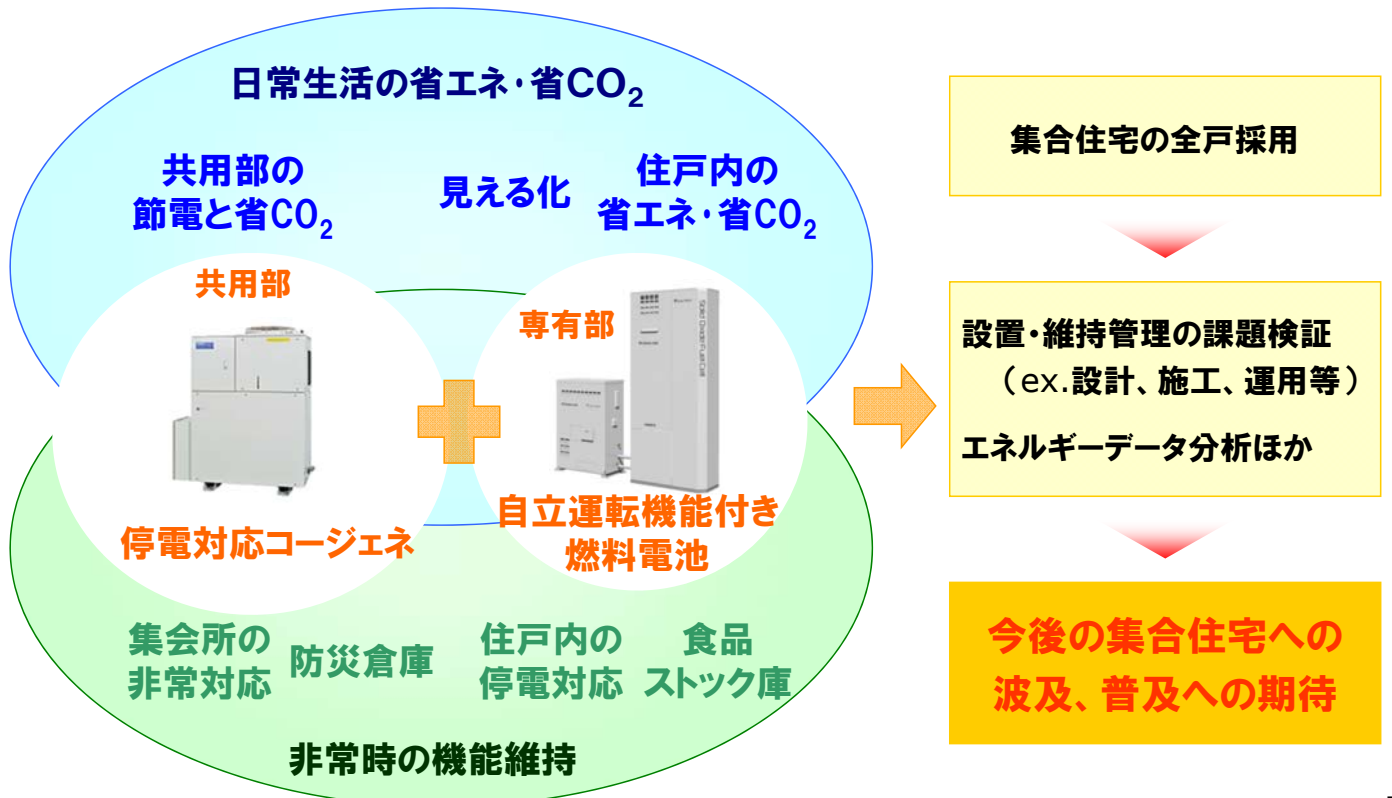 日常生活の省エネ・省CO₂
共用部の
節電と省CO₂
見える化
住戸内の
省エネ・省CO₂
共用部
停電対応コージェネ
専有部
Solid Oxide Fuel Cell
自立運転機能付き
燃料電池
集会所の
非常対応
防災倉庫
住戸内の
停電対応
食品
ストック庫
非常時の機能維持
集合住宅の全戸採用
設置・維持管理の課題検証
（ex.設計、施工、運用等）
エネルギーデータ分析ほか
今後の集合住宅への
波及、普及への期待